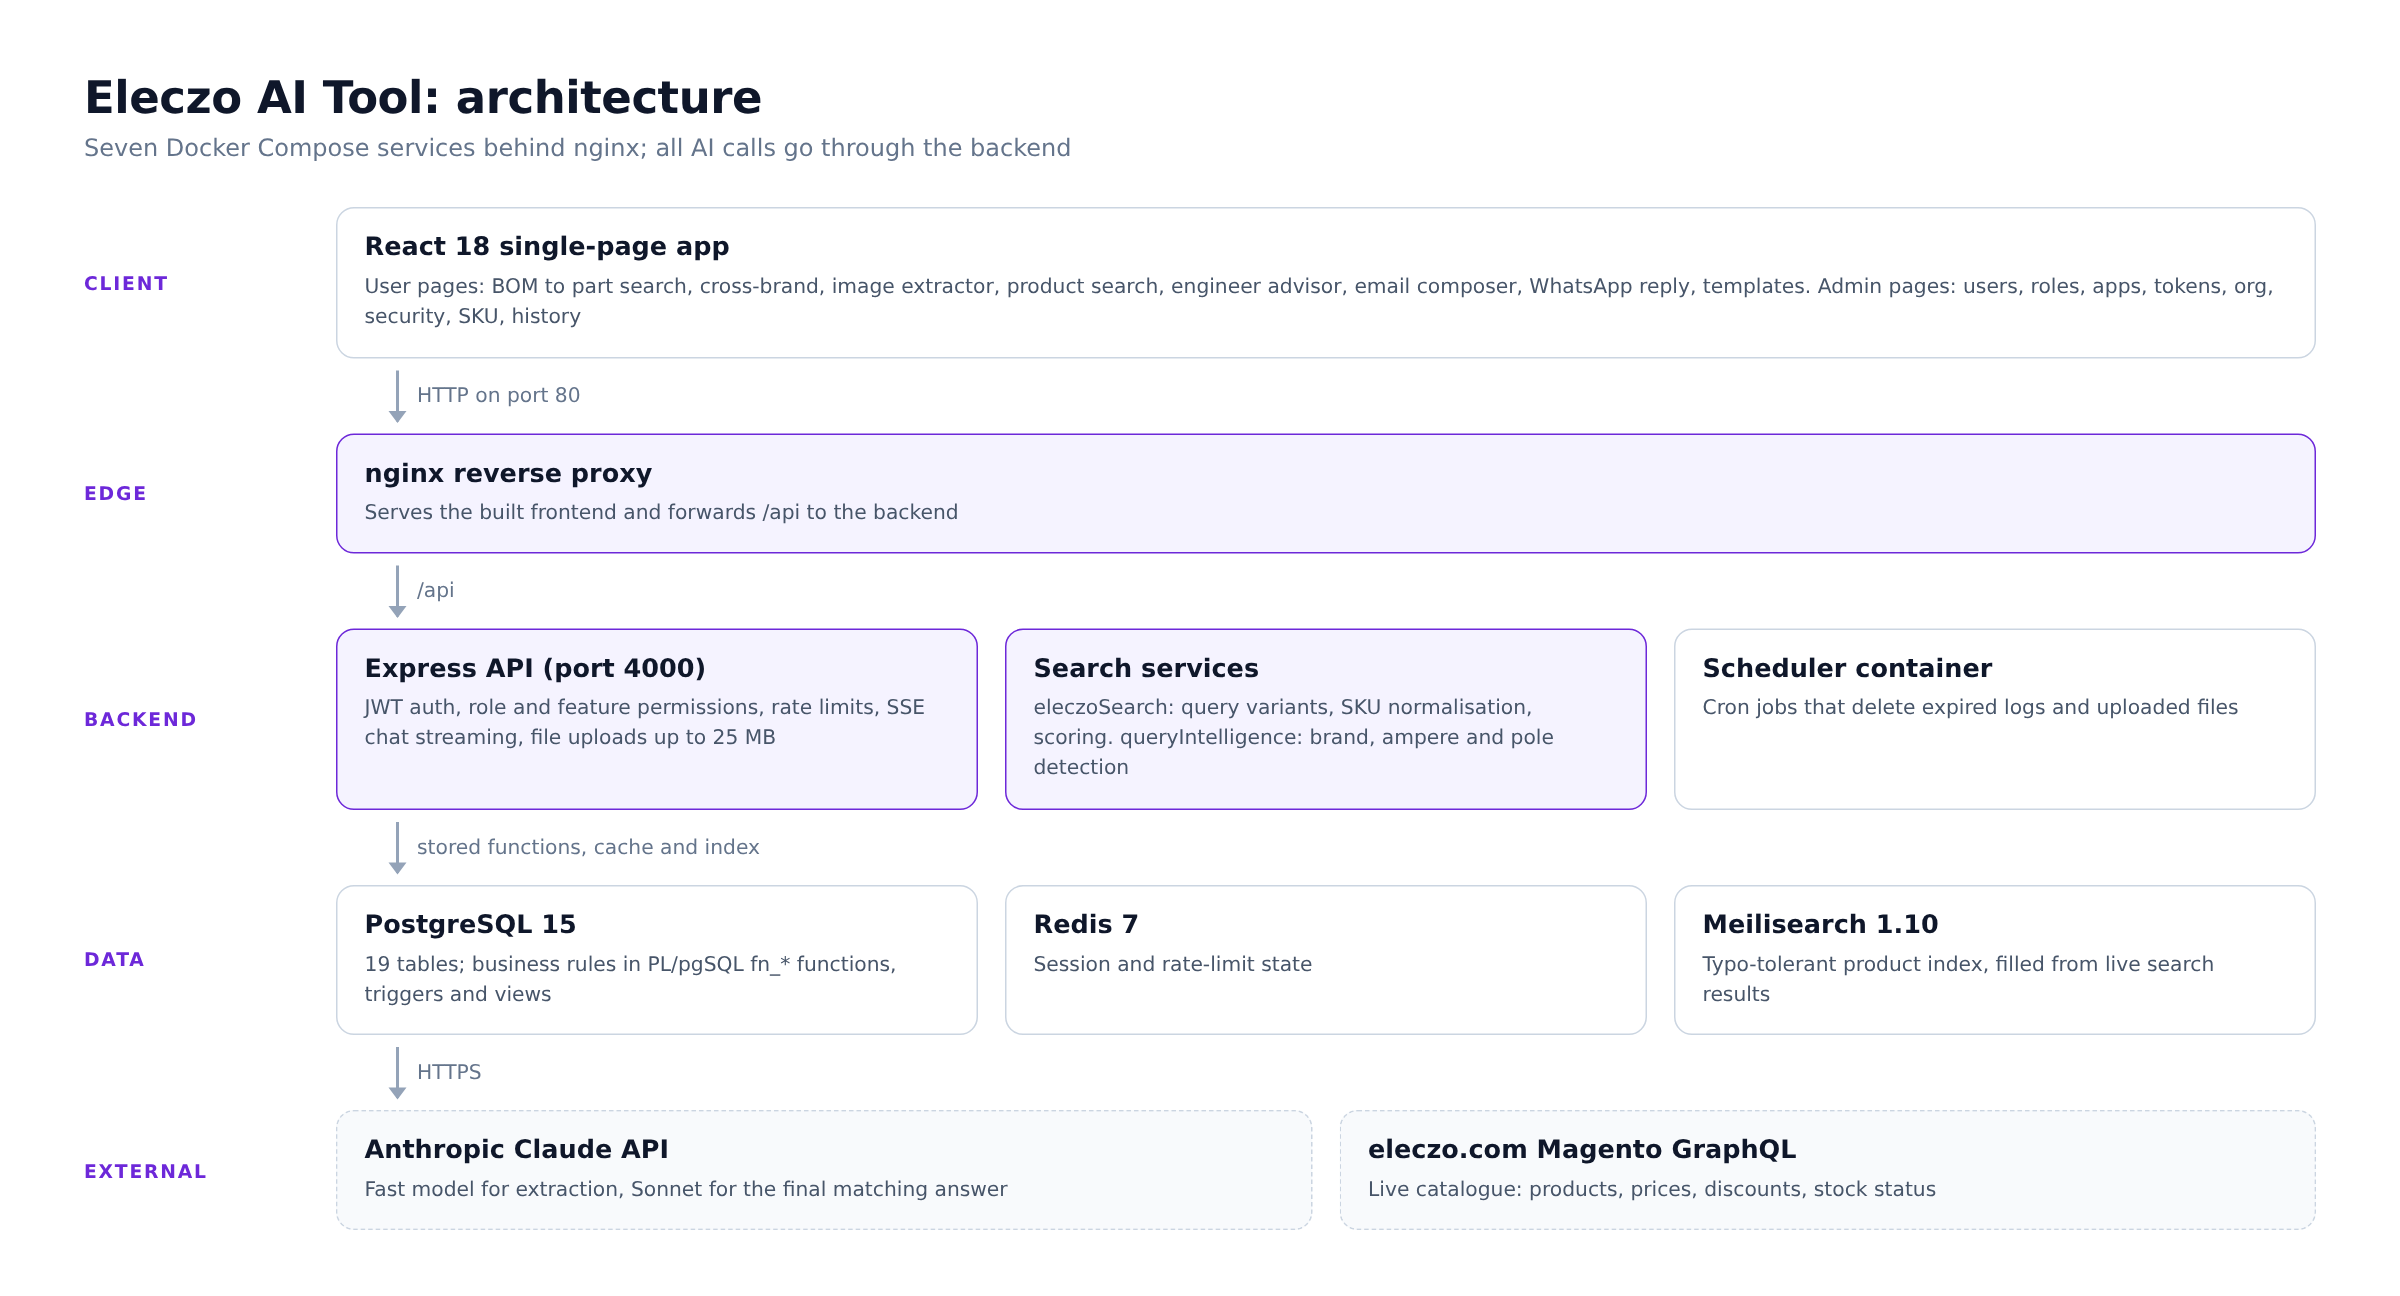 Eleczo AI Tool: architecture
Seven Docker Compose services behind nginx; all AI calls go through the backend
CLIENT
React 18 single-page app
User pages: BOM to part search, cross-brand, image extractor, product search, engineer advisor, email composer, WhatsApp reply, templates. Admin pages: users, roles, apps, tokens, org,
security, SKU, history
HTTP on port 80
EDGE
nginx reverse proxy
Serves the built frontend and forwards /api to the backend
/api
BACKEND
Express API (port 4000)
JWT auth, role and feature permissions, rate limits, SSE
chat streaming, file uploads up to 25 MB
Search services
eleczoSearch: query variants, SKU normalisation,
scoring. queryIntelligence: brand, ampere and pole
detection
Scheduler container
Cron jobs that delete expired logs and uploaded files
stored functions, cache and index
DATA
PostgreSQL 15
19 tables; business rules in PL/pgSQL fn_* functions,
triggers and views
Redis 7
Session and rate-limit state
Meilisearch 1.10
Typo-tolerant product index, filled from live search
results
HTTPS
EXTERNAL
Anthropic Claude API
Fast model for extraction, Sonnet for the final matching answer
eleczo.com Magento GraphQL
Live catalogue: products, prices, discounts, stock status